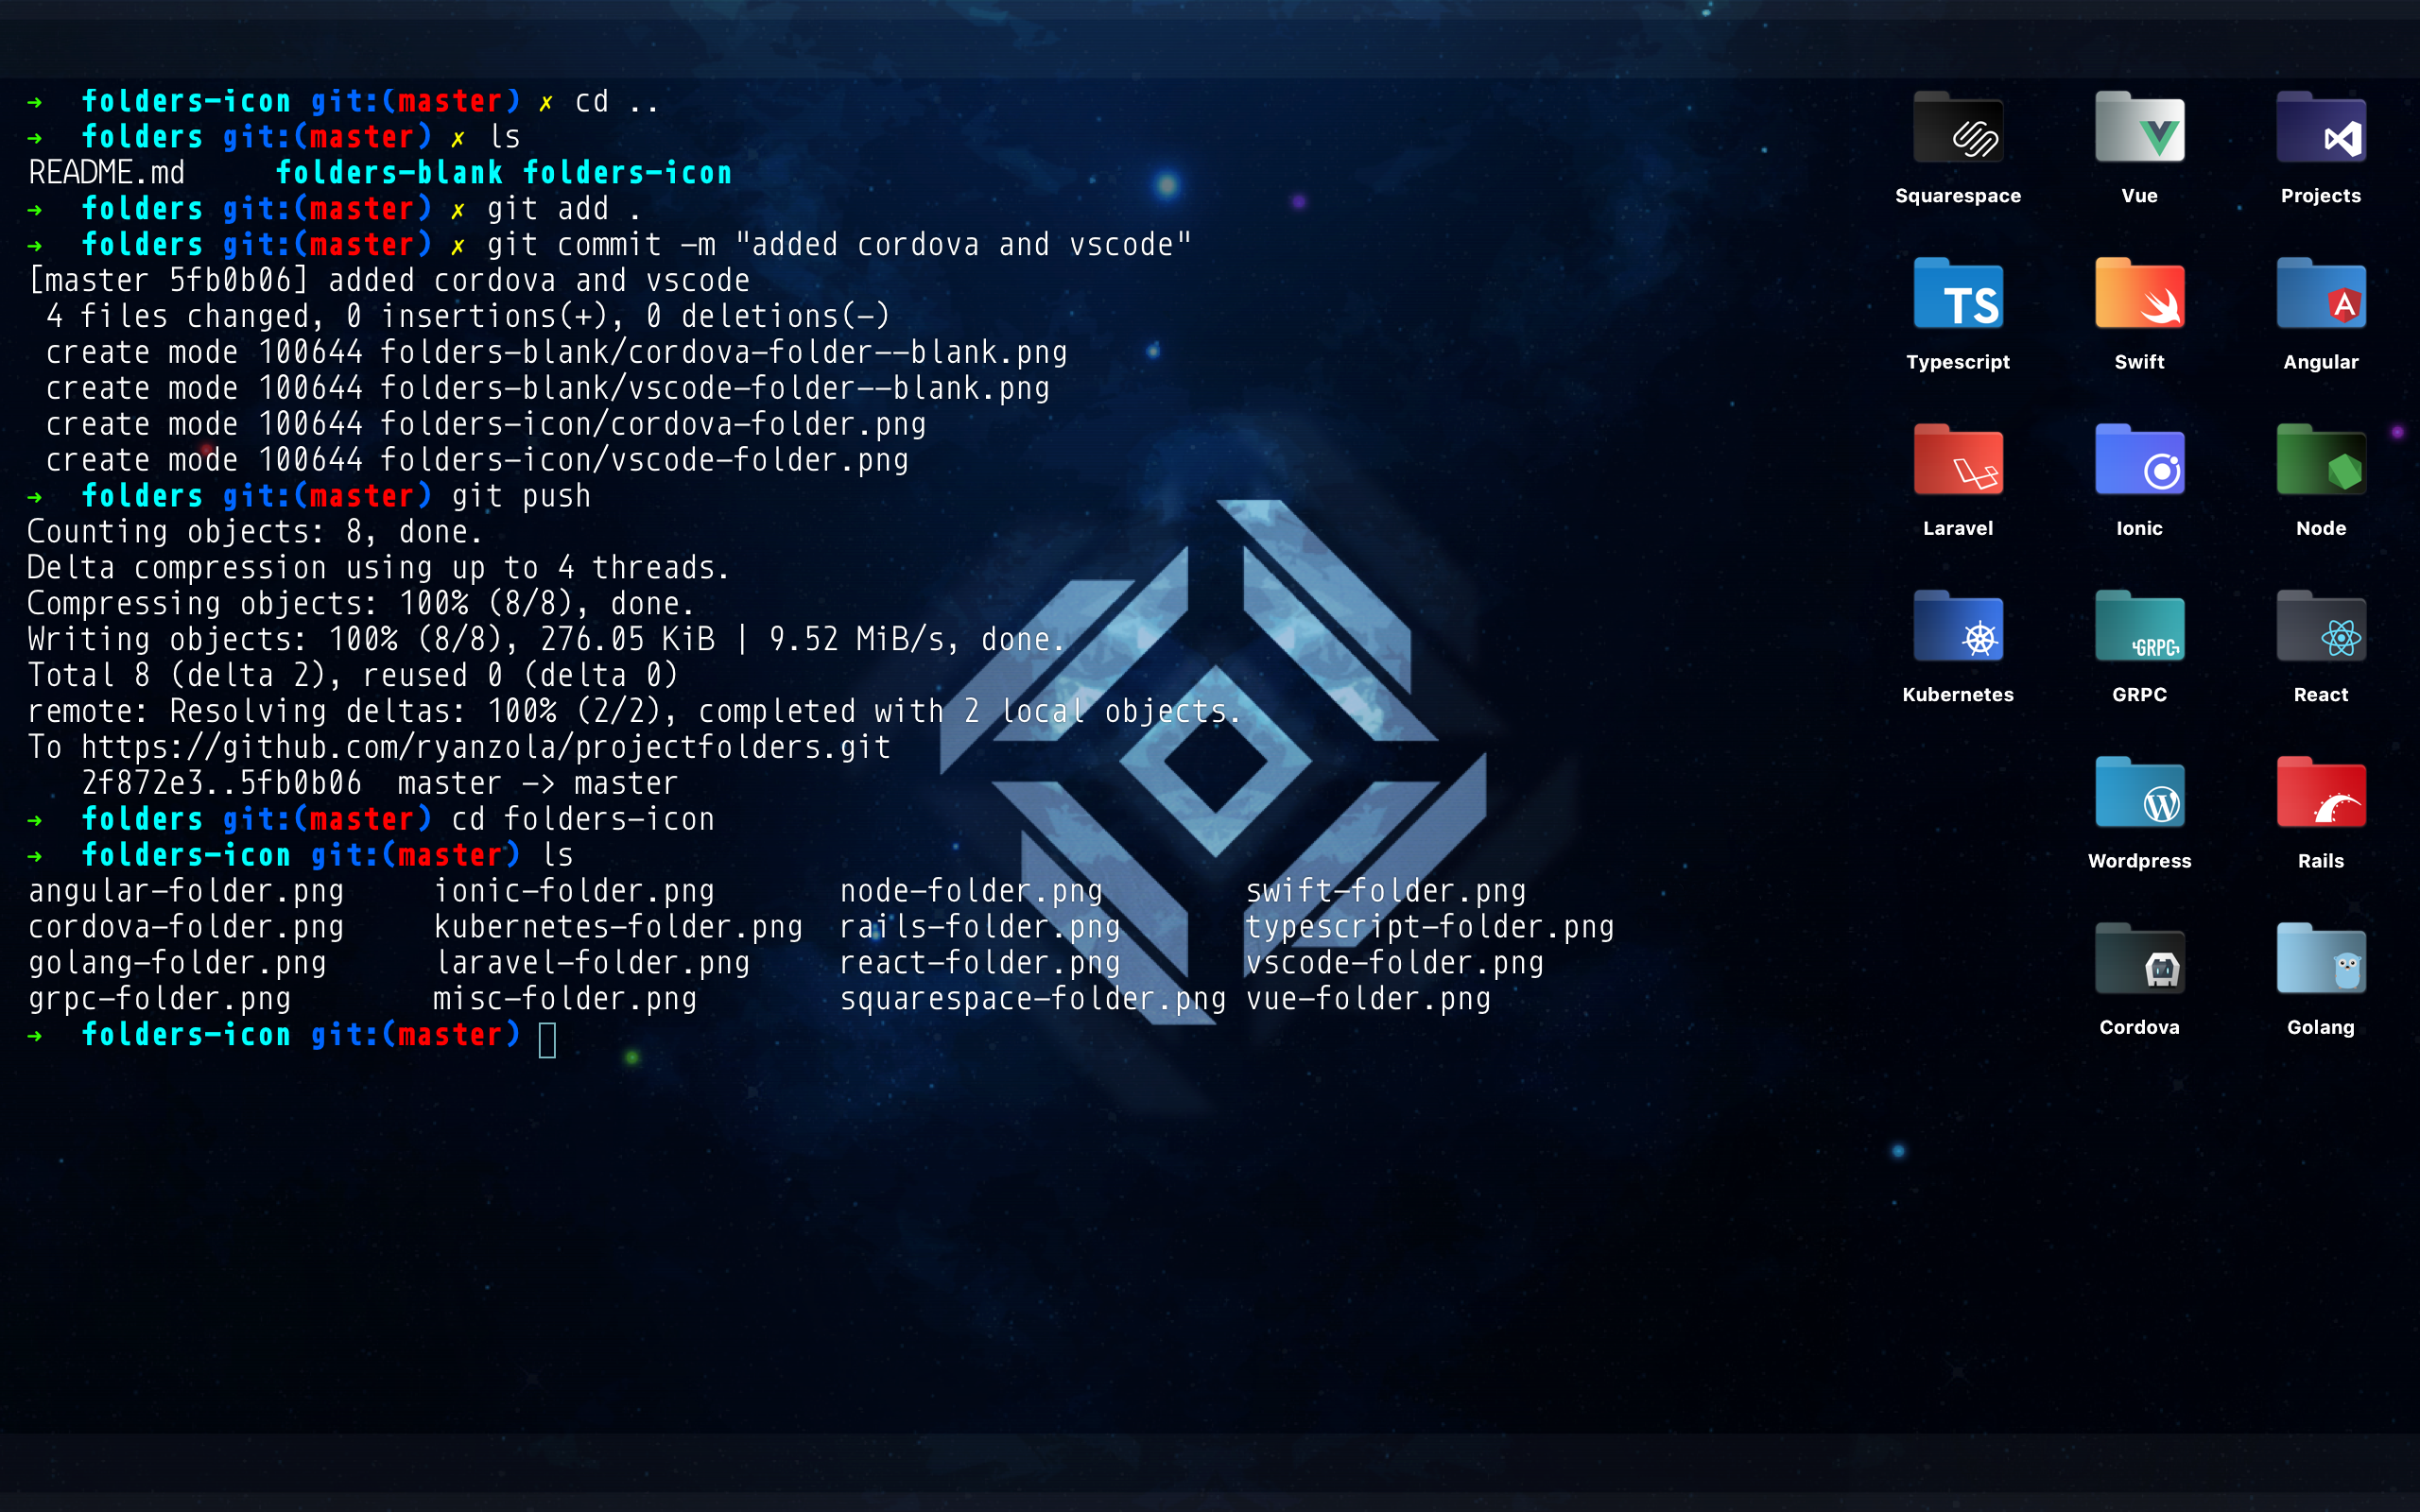 ➜  folders-icon git:(master) ✗ cd ..
➜  folders git:(master) ✗ ls
README.md     folders-blank folders-icon
➜  folders git:(master) ✗ git add .
➜  folders git:(master) ✗ git commit -m "added cordova and vscode"
[master 5fb0b06] added cordova and vscode
 4 files changed, 0 insertions(+), 0 deletions(-)
 create mode 100644 folders-blank/cordova-folder--blank.png
 create mode 100644 folders-blank/vscode-folder--blank.png
 create mode 100644 folders-icon/cordova-folder.png
 create mode 100644 folders-icon/vscode-folder.png
➜  folders git:(master) git push
Counting objects: 8, done.
Delta compression using up to 4 threads.
Compressing objects: 100% (8/8), done.
Writing objects: 100% (8/8), 276.05 KiB | 9.52 MiB/s, done.
Total 8 (delta 2), reused 0 (delta 0)
remote: Resolving deltas: 100% (2/2), completed with 2 local objects.
To https://github.com/ryanzola/projectfolders.git
   2f872e3..5fb0b06  master -> master
➜  folders git:(master) cd folders-icon
➜  folders-icon git:(master) ls
angular-folder.png     ionic-folder.png       node-folder.png        swift-folder.png
cordova-folder.png     kubernetes-folder.png  rails-folder.png       typescript-folder.png
golang-folder.png      laravel-folder.png     react-folder.png       vscode-folder.png
grpc-folder.png        misc-folder.png        squarespace-folder.png vue-folder.png
➜  folders-icon git:(master)
Squarespace Vue Projects
TS
Typescript Swift Angular
Laravel Ionic Node
GRPC
Kubernetes GRPC React
Wordpress Rails
Cordova Golang